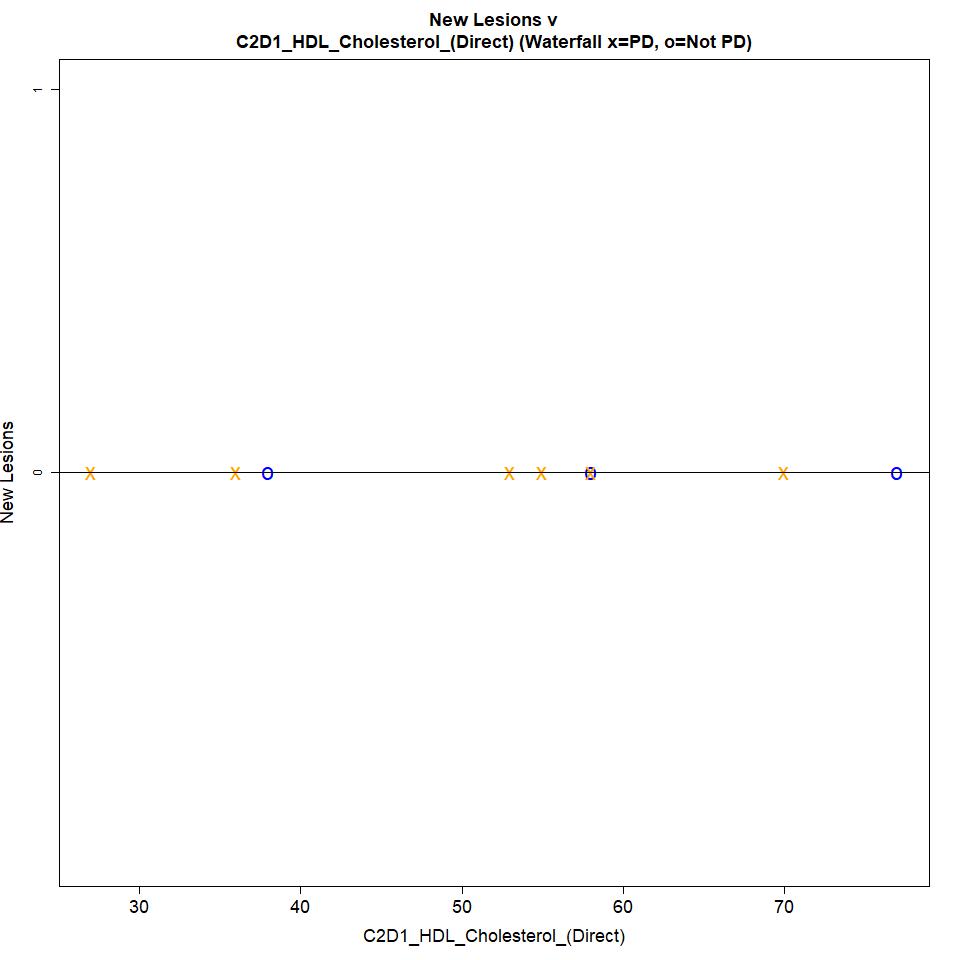 New Lesions v
C2D1_HDL_Cholesterol_(Direct) (Waterfall x=PD, o=Not PD)
1
New Lesions
0
x x o x x o x x o
30 40 50 60 70
C2D1_HDL_Cholesterol_(Direct)